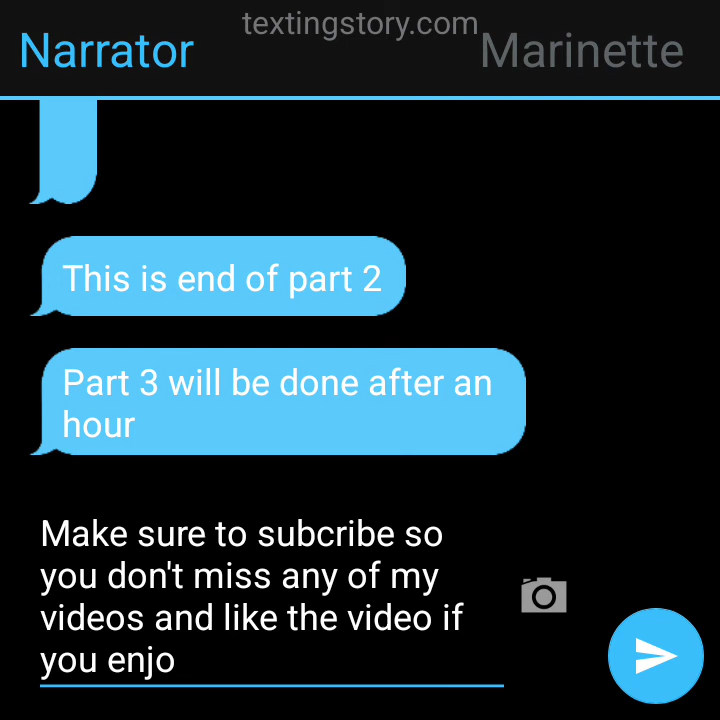 textingstory.com
Narrator
Marinette
This is end of part 2
Part 3 will be done after an
hour
Make sure to subcribe so
you don't miss any of my
videos and like the video if
you enjo